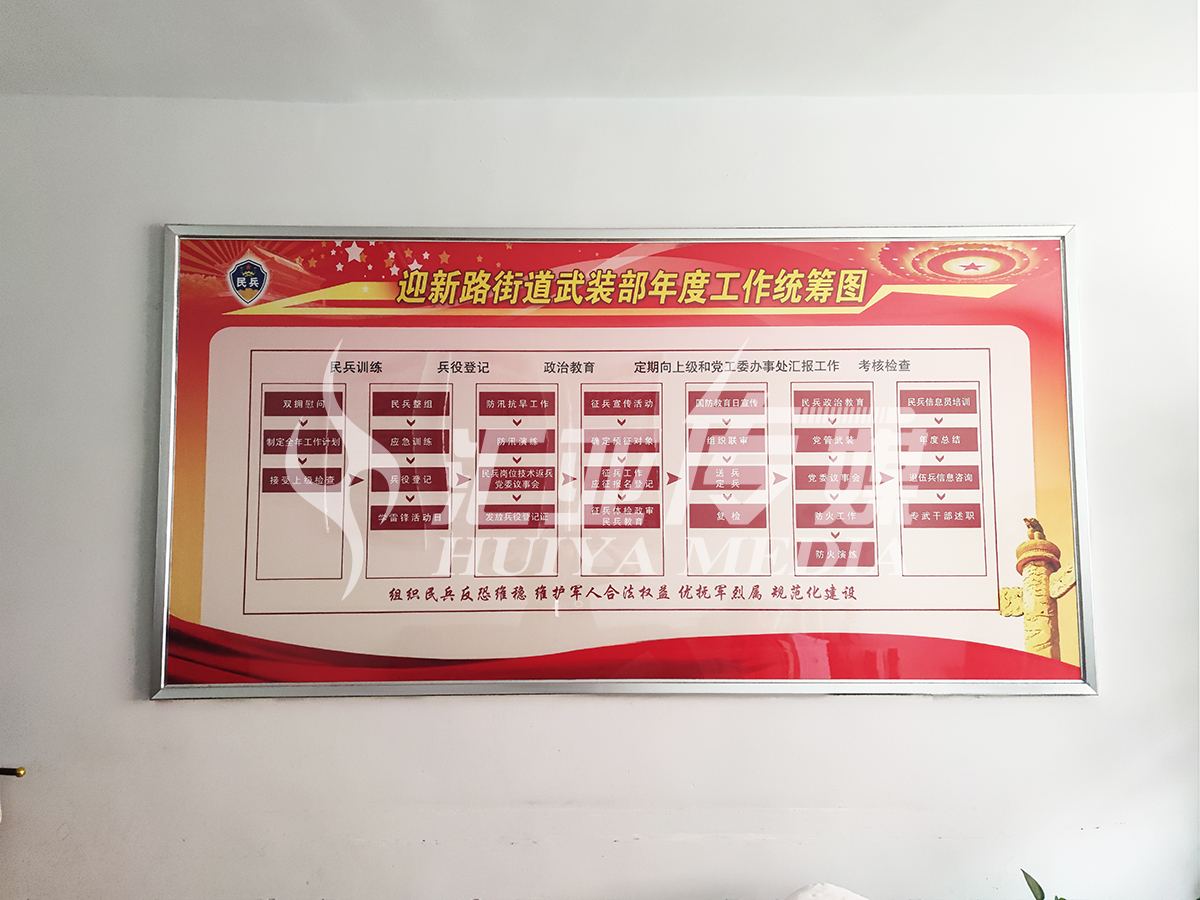 民兵
迎新路街道武装部年度工作统筹图
民兵训练 兵役登记 政治教育 定期向上级和党工委办事处汇报工作 考核检查
双拥慰问
制定全年工作计划
接受上级检查
民兵整组
应急训练
兵役登记
学雷锋活动日
防汛抗旱工作
防汛演练
民兵岗位技术返兵
党委议事会
发放兵役登记证
征兵宣传活动
确定预征对象
征兵工作
应征报名登记
征兵体检政审
民兵教育
国防教育日宣传
组织联审
送兵
定兵
复检
民兵政治教育
党管武装
党委议事会
防火工作
防火演练
民兵信息员培训
年度总结
退伍兵信息咨询
专武干部述职
组织民兵反恐维稳 维护军人合法权益 优抚军烈属 规范化建设
汇亚传媒
HUIYA MEDIA